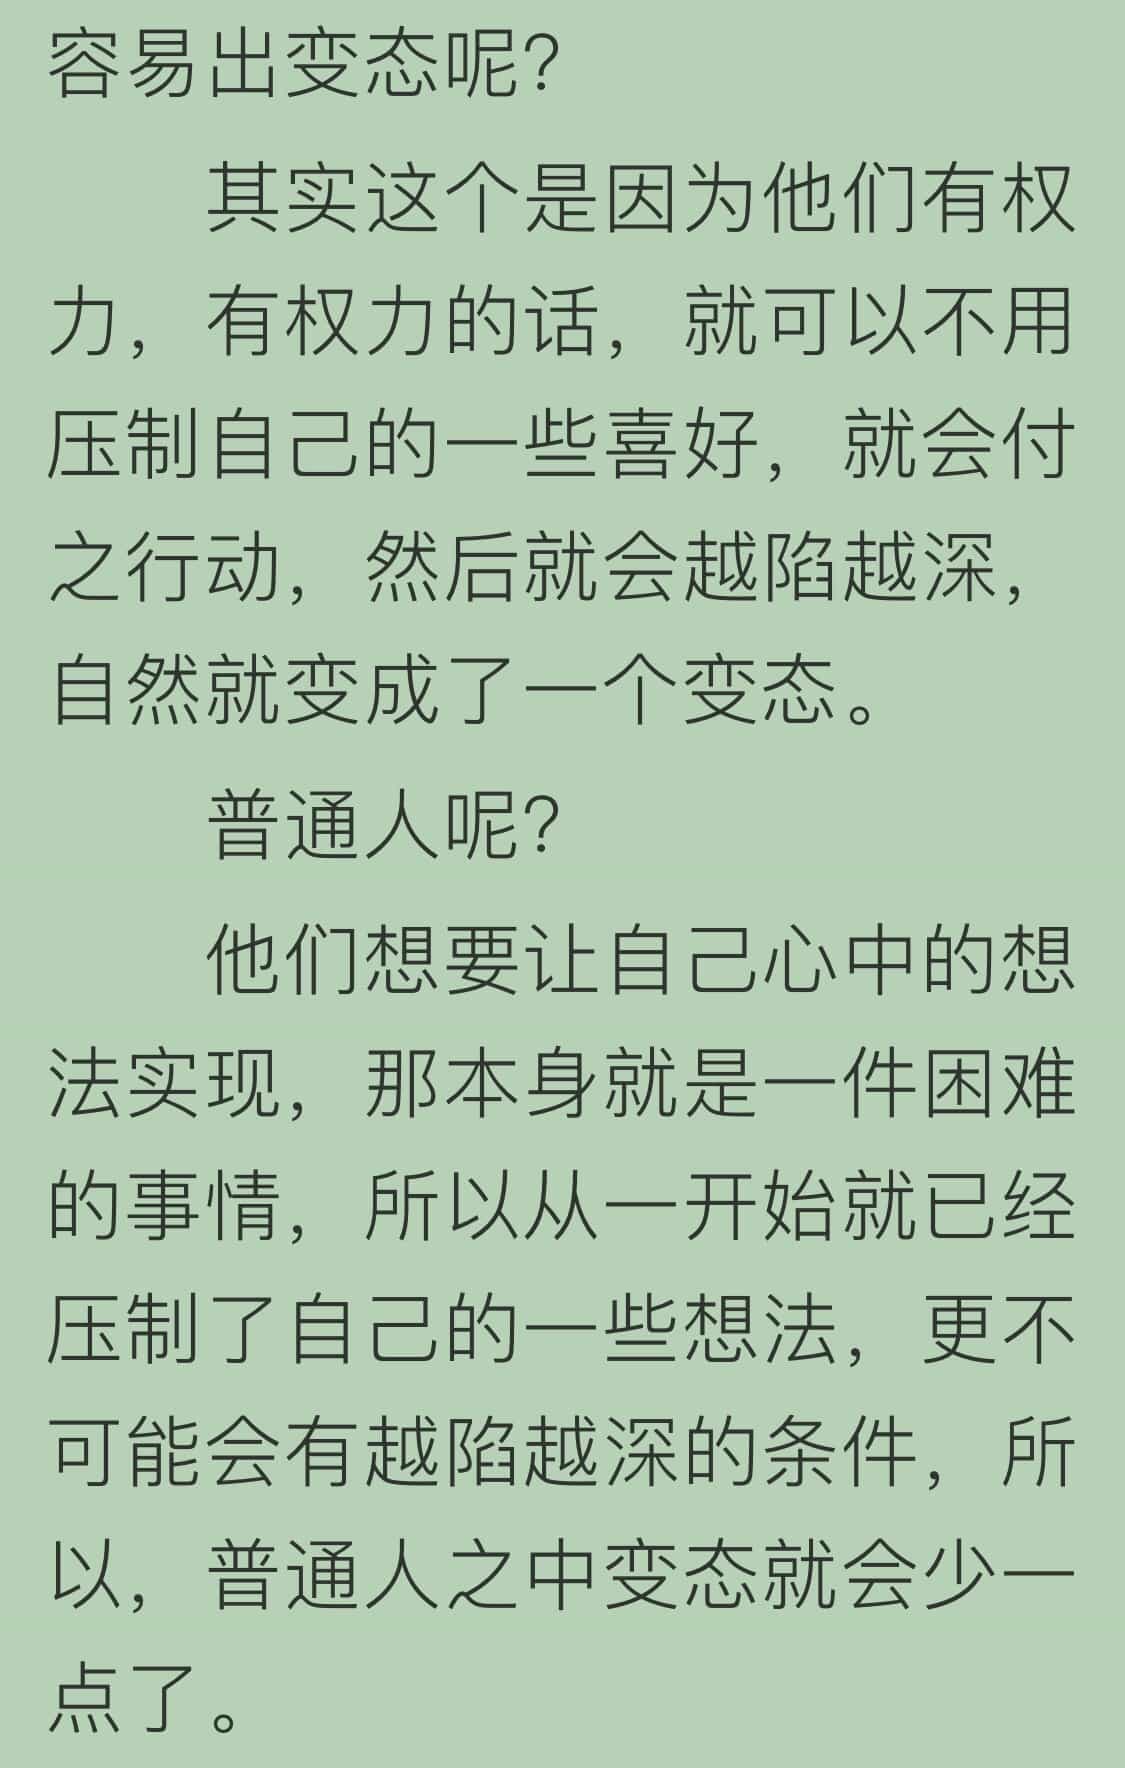 容易出变态呢？
其实这个是因为他们有权
力，有权力的话，就可以不用
压制自己的一些喜好，就会付
之行动，然后就会越陷越深，
自然就变成了一个变态。
普通人呢？
他们想要让自己心中的想
法实现，那本身就是一件困难
的事情，所以从一开始就已经
压制了自己的一些想法，更不
可能会有越陷越深的条件，所
以，普通人之中变态就会少一
点了。